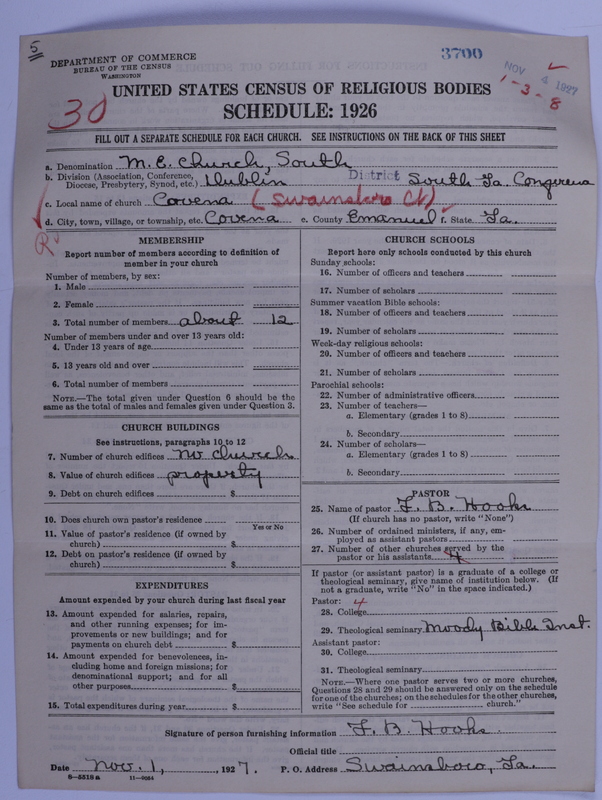 5
DEPARTMENT OF COMMERCE
BUREAU OF THE CENSUS
WASHINGTON
3700
NOV 4 1927
1-3-8
30
UNITED STATES CENSUS OF RELIGIOUS BODIES
SCHEDULE: 1926
FILL OUT A SEPARATE SCHEDULE FOR EACH CHURCH. SEE INSTRUCTIONS ON THE BACK OF THIS SHEET
a. Denomination M. E. Church, South
b. Division (Association, Conference, Diocese, Presbytery, Synod, etc.) Dublin District South Ga. Congerence
c. Local name of church Covena (Swainsboro Ct)
d. City, town, village, or township, etc. Covena e. County Emanuel f. State Ga.
R
MEMBERSHIP
Report number of members according to definition of
member in your church
Number of members, by sex:
1. Male
2. Female
3. Total number of members about 12
Number of members under and over 13 years old:
4. Under 13 years of age
5. 13 years old and over
6. Total number of members
NOTE.—The total given under Question 6 should be the
same as the total of males and females given under Question 3.
CHURCH BUILDINGS
See instructions, paragraphs 10 to 12
7. Number of church edifices no church
8. Value of church edifices property
9. Debt on church edifices $
10. Does church own pastor's residence
Yes or No
11. Value of pastor's residence (if owned by
church) $
12. Debt on pastor's residence (if owned by
church) $
EXPENDITURES
Amount expended by your church during last fiscal year
13. Amount expended for salaries, repairs,
and other running expenses; for im-
provements or new buildings; and for
payments on church debt $
14. Amount expended for benevolences, in-
cluding home and foreign missions; for
denominational support; and for all
other purposes $
15. Total expenditures during year $
CHURCH SCHOOLS
Report here only schools conducted by this church
Sunday schools:
16. Number of officers and teachers
17. Number of scholars
Summer vacation Bible schools:
18. Number of officers and teachers
19. Number of scholars
Week-day religious schools:
20. Number of officers and teachers
21. Number of scholars
Parochial schools:
22. Number of administrative officers
23. Number of teachers—
a. Elementary (grades 1 to 8)
b. Secondary
24. Number of scholars—
a. Elementary (grades 1 to 8)
b. Secondary
PASTOR
25. Name of pastor F. B. Hooks
(If church has no pastor, write "None")
26. Number of ordained ministers, if any, em-
ployed as assistant pastors
27. Number of other churches served by the
pastor or his assistants 4
If pastor (or assistant pastor) is a graduate of a college or
theological seminary, give name of institution below. (If
not a graduate, write "No" in the space indicated.)
Pastor: 4
28. College
29. Theological seminary Moody Bible Inst.
Assistant pastor:
30. College
31. Theological seminary
NOTE.—Where one pastor serves two or more churches,
Questions 28 and 29 should be answered only on the schedule
for one of the churches; on the schedules for the other churches,
write "See schedule for church."
Signature of person furnishing information F. B. Hooks
Official title
Date Nov. 1, 1927. P. O. Address Swainsboro, Ga.
8-5518a 11-9084